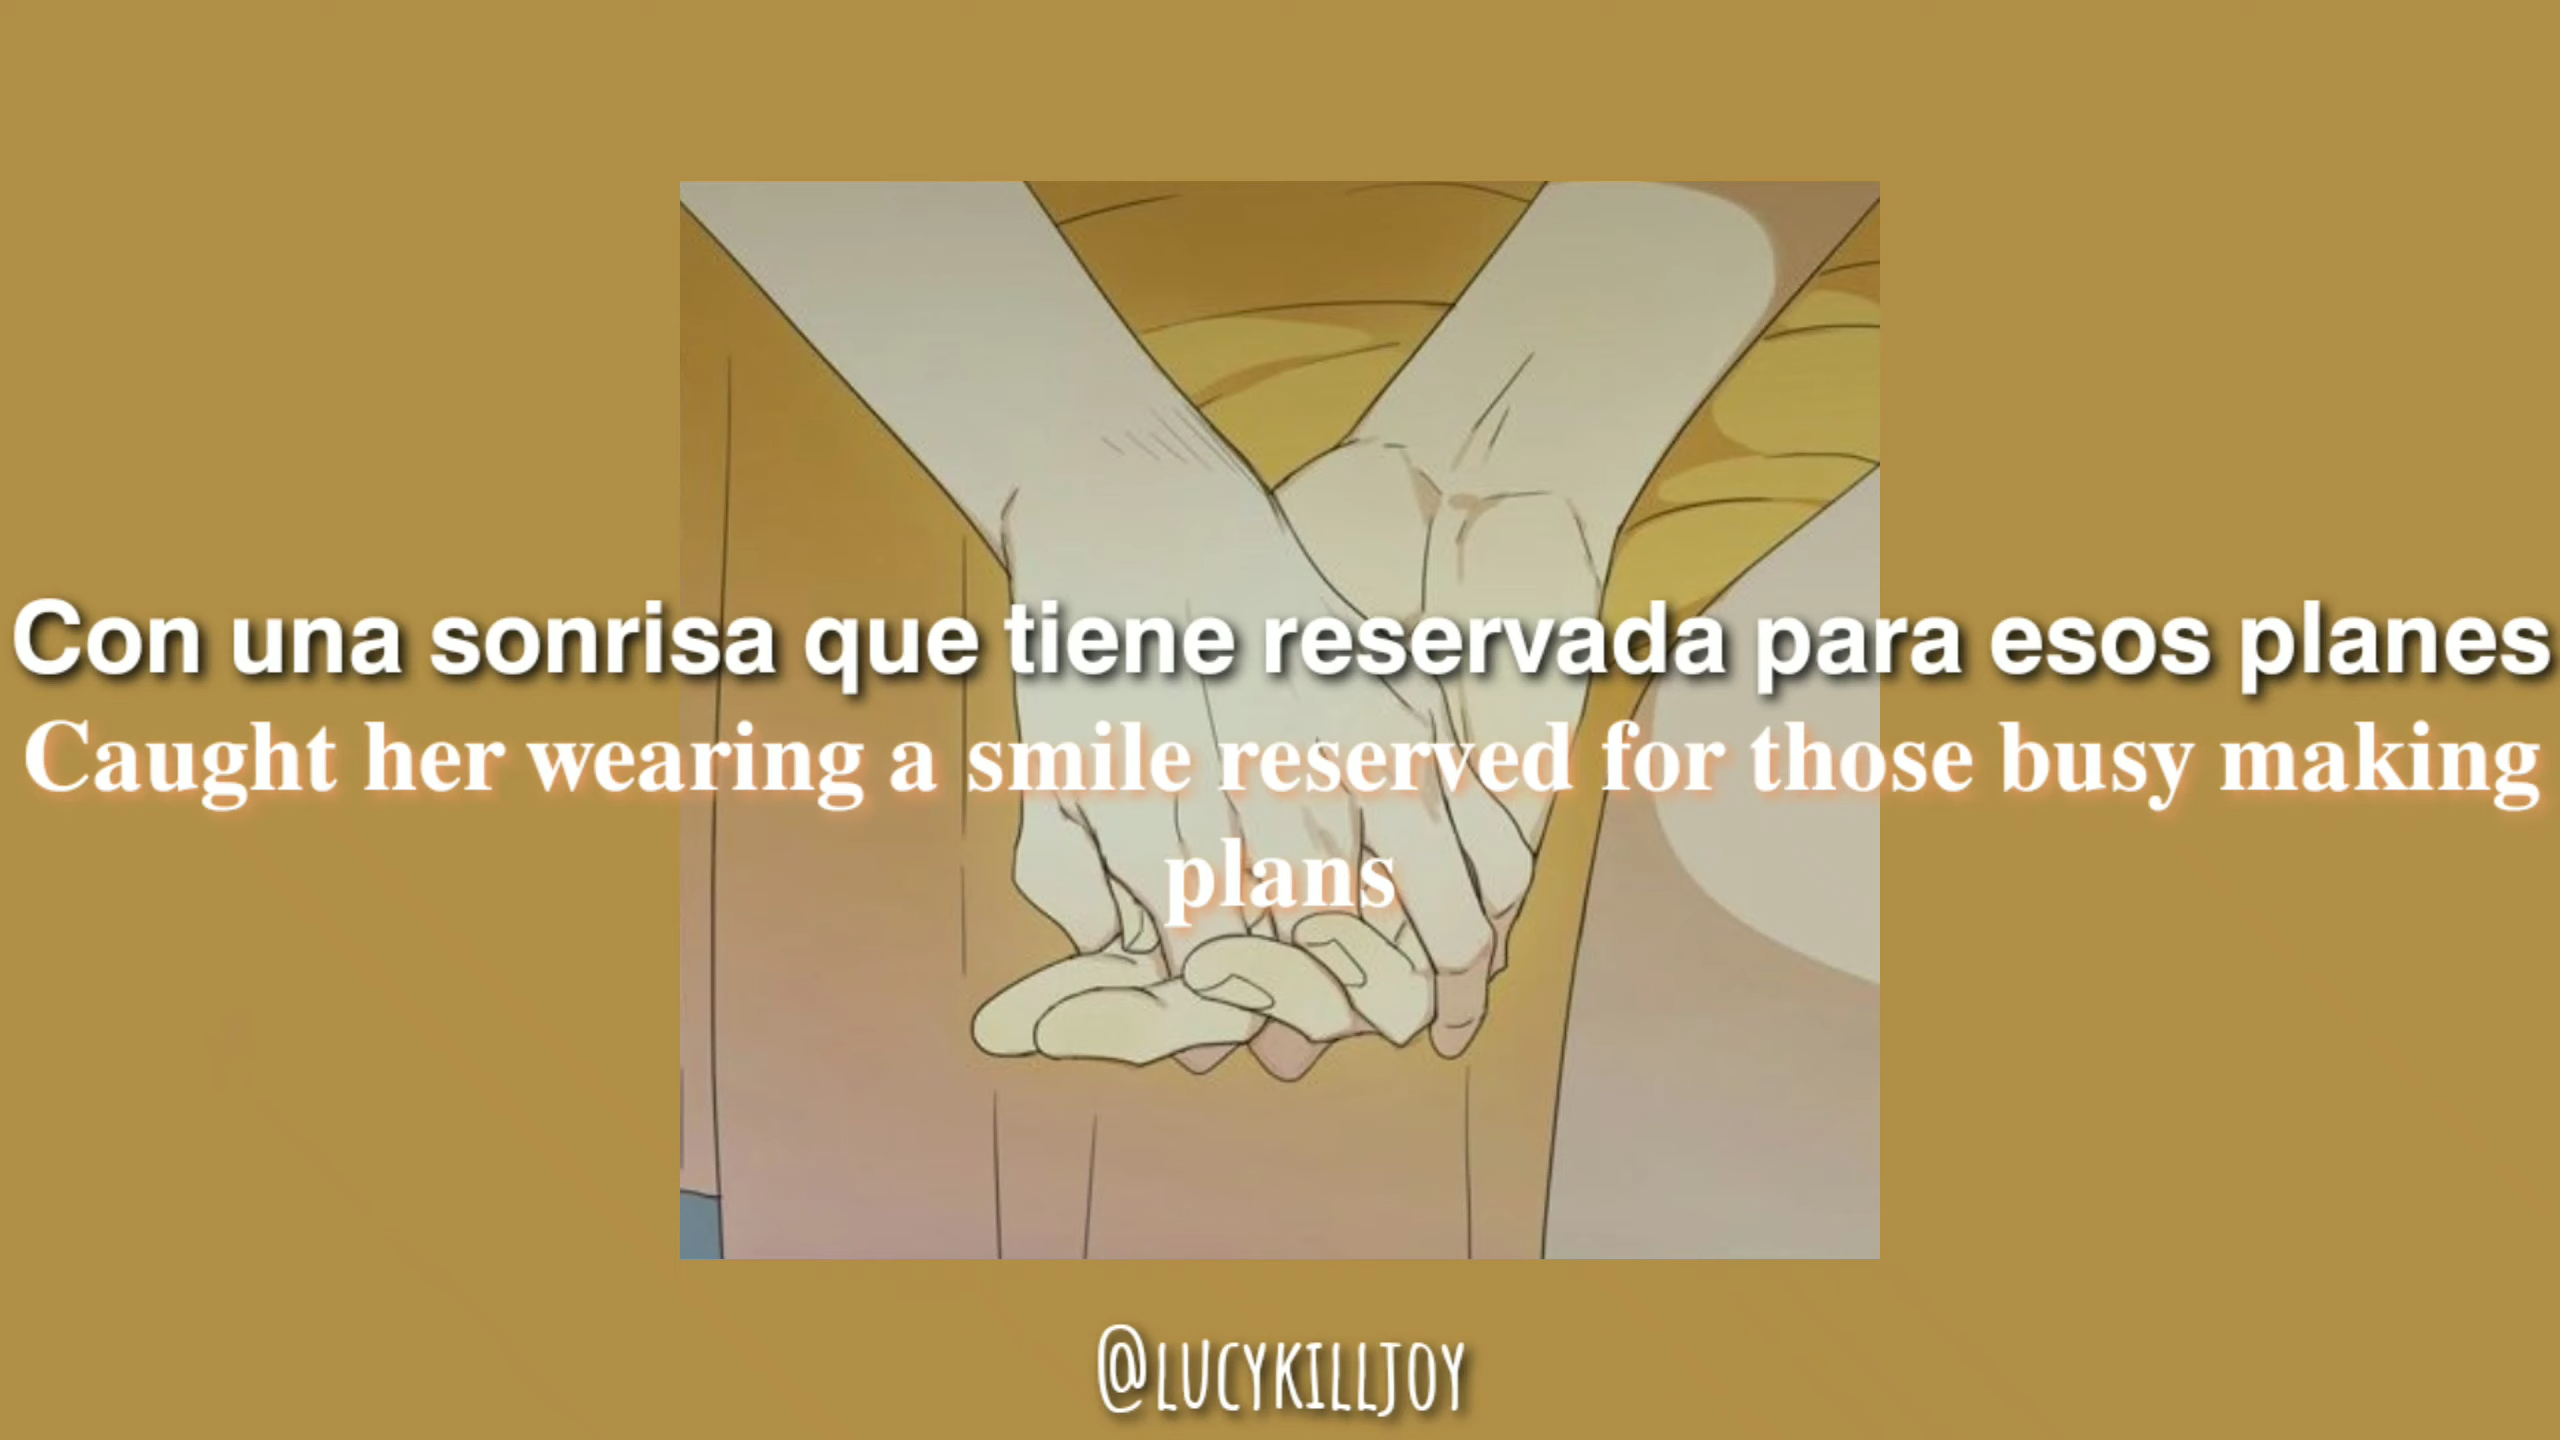 Con una sonrisa que tiene reservada para esos planes
Caught her wearing a smile reserved for those busy making
plans
@LUCYKILLJOY